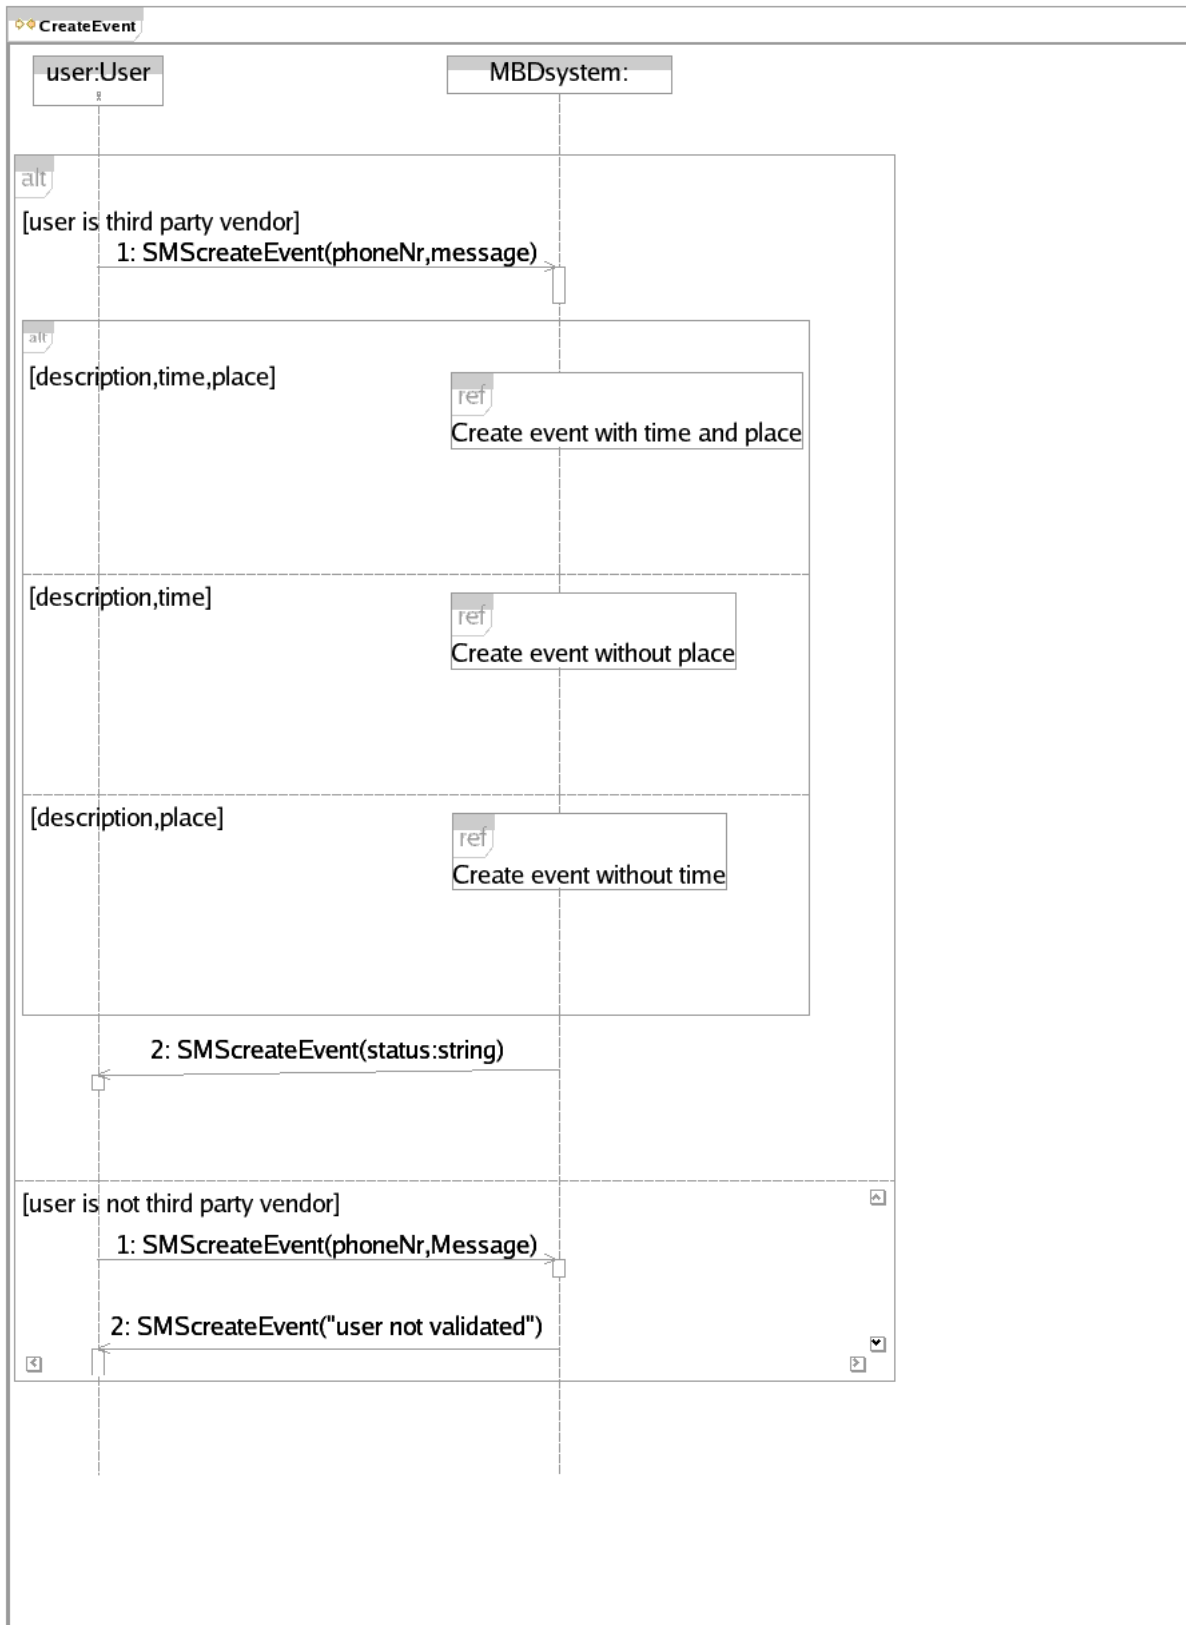 CreateEvent
user:User
MBDsystem:
alt
[user is third party vendor]
1: SMScreateEvent(phoneNr,message)
alt
[description,time,place]
ref
Create event with time and place
[description,time]
ref
Create event without place
[description,place]
ref
Create event without time
2: SMScreateEvent(status:string)
[user is not third party vendor]
1: SMScreateEvent(phoneNr,Message)
2: SMScreateEvent("user not validated")